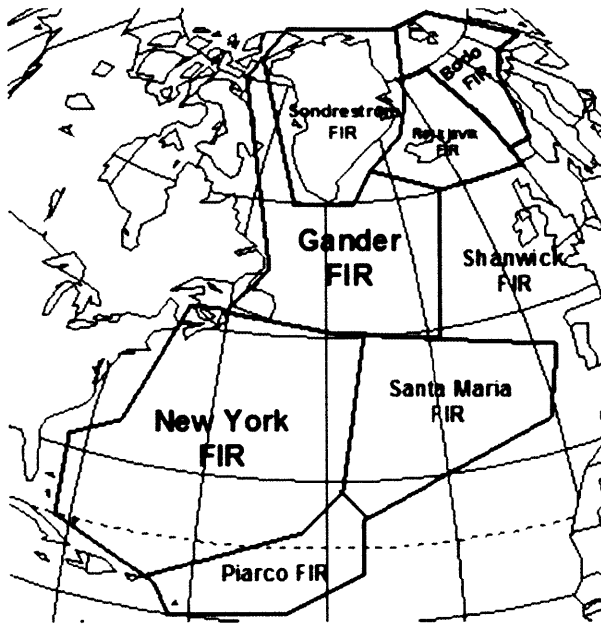 Bodo
FIR
Sondrestrom
FIR
Reykjavik
FIR
Gander
FIR
Shanwick
FIR
Santa Maria
FIR
New York
FIR
Piarco FIR